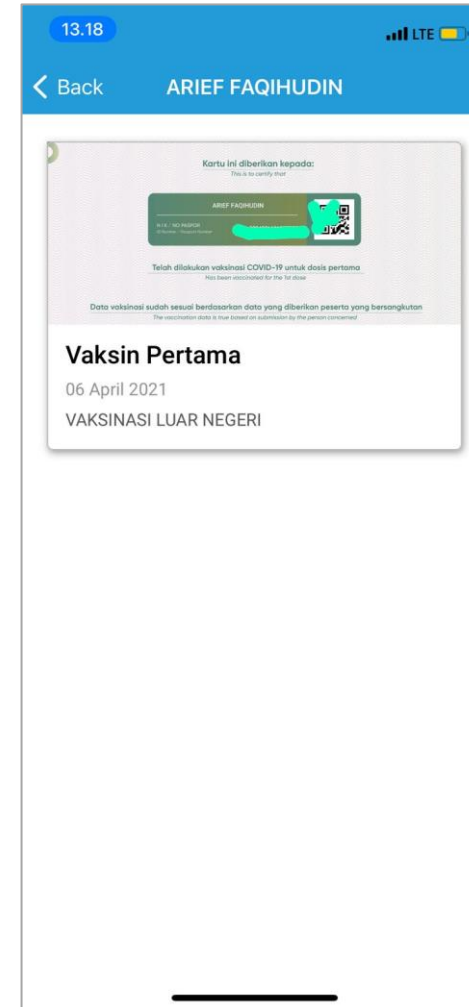 13.18
LTE
Back
ARIEF FAQIHUDIN
Kartu ini diberikan kepada:
This is to certify that
ARIEF FAQIHUDIN
Telah dilakukan vaksinasi COVID-19 untuk dosis pertama
Has been vaccinated for the 1st dose
Data vaksinasi sudah sesuai berdasarkan data yang diberikan peserta yang bersangkutan
The vaccination data is true based on submission by the person concerned
Vaksin Pertama
06 April 2021
VAKSINASI LUAR NEGERI